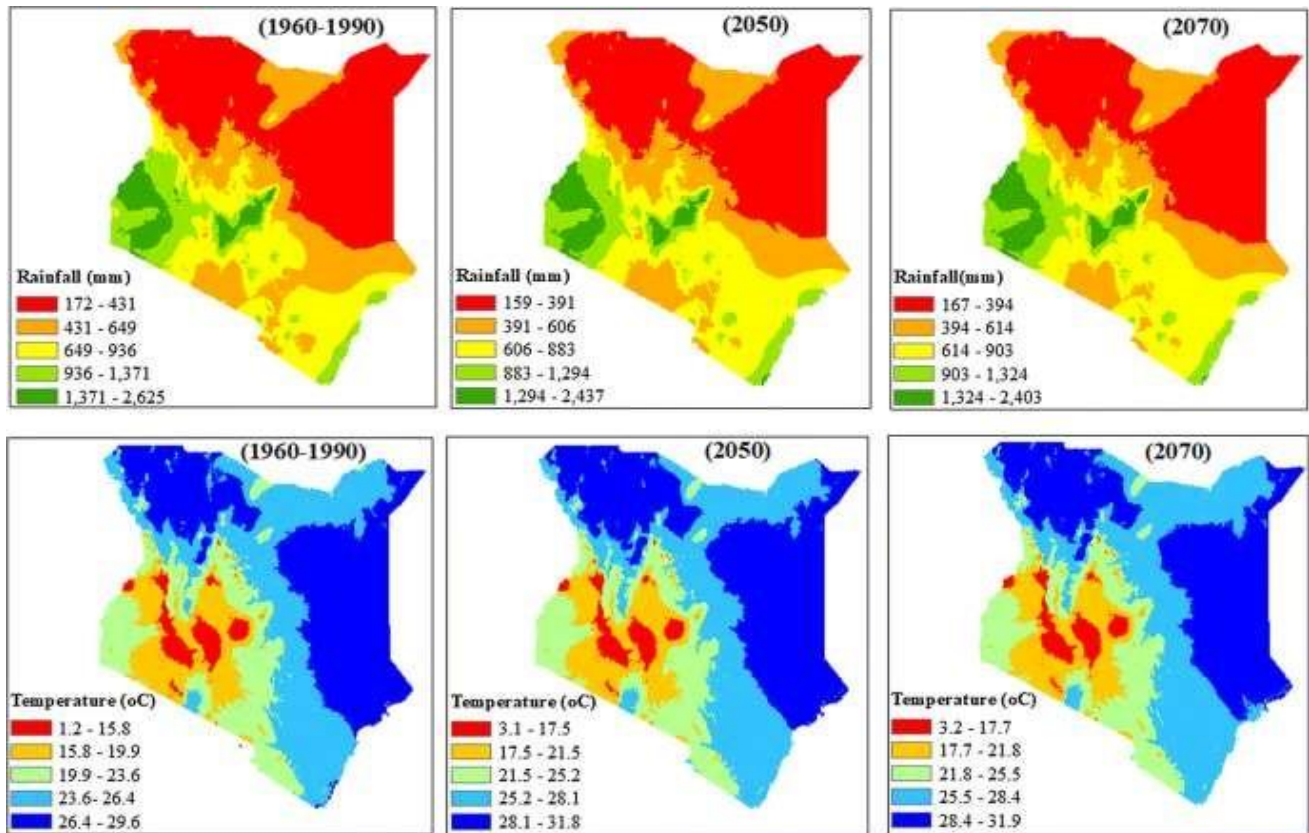 (1960-1990)
Rainfall (mm)
172 - 431
431 - 649
649 - 936
936 - 1,371
1,371 - 2,625
(2050)
Rainfall (mm)
159 - 391
391 - 606
606 - 883
883 - 1,294
1,294 - 2,437
(2070)
Rainfall(mm)
167 - 394
394 - 614
614 - 903
903 - 1,324
1,324 - 2,403
(1960-1990)
Temperature (oC)
1.2 - 15.8
15.8 - 19.9
19.9 - 23.6
23.6- 26.4
26.4 - 29.6
(2050)
Temperature (oC)
3.1 - 17.5
17.5 - 21.5
21.5 - 25.2
25.2 - 28.1
28.1 - 31.8
(2070)
Temperature (oC)
3.2 - 17.7
17.7 - 21.8
21.8 - 25.5
25.5 - 28.4
28.4 - 31.9